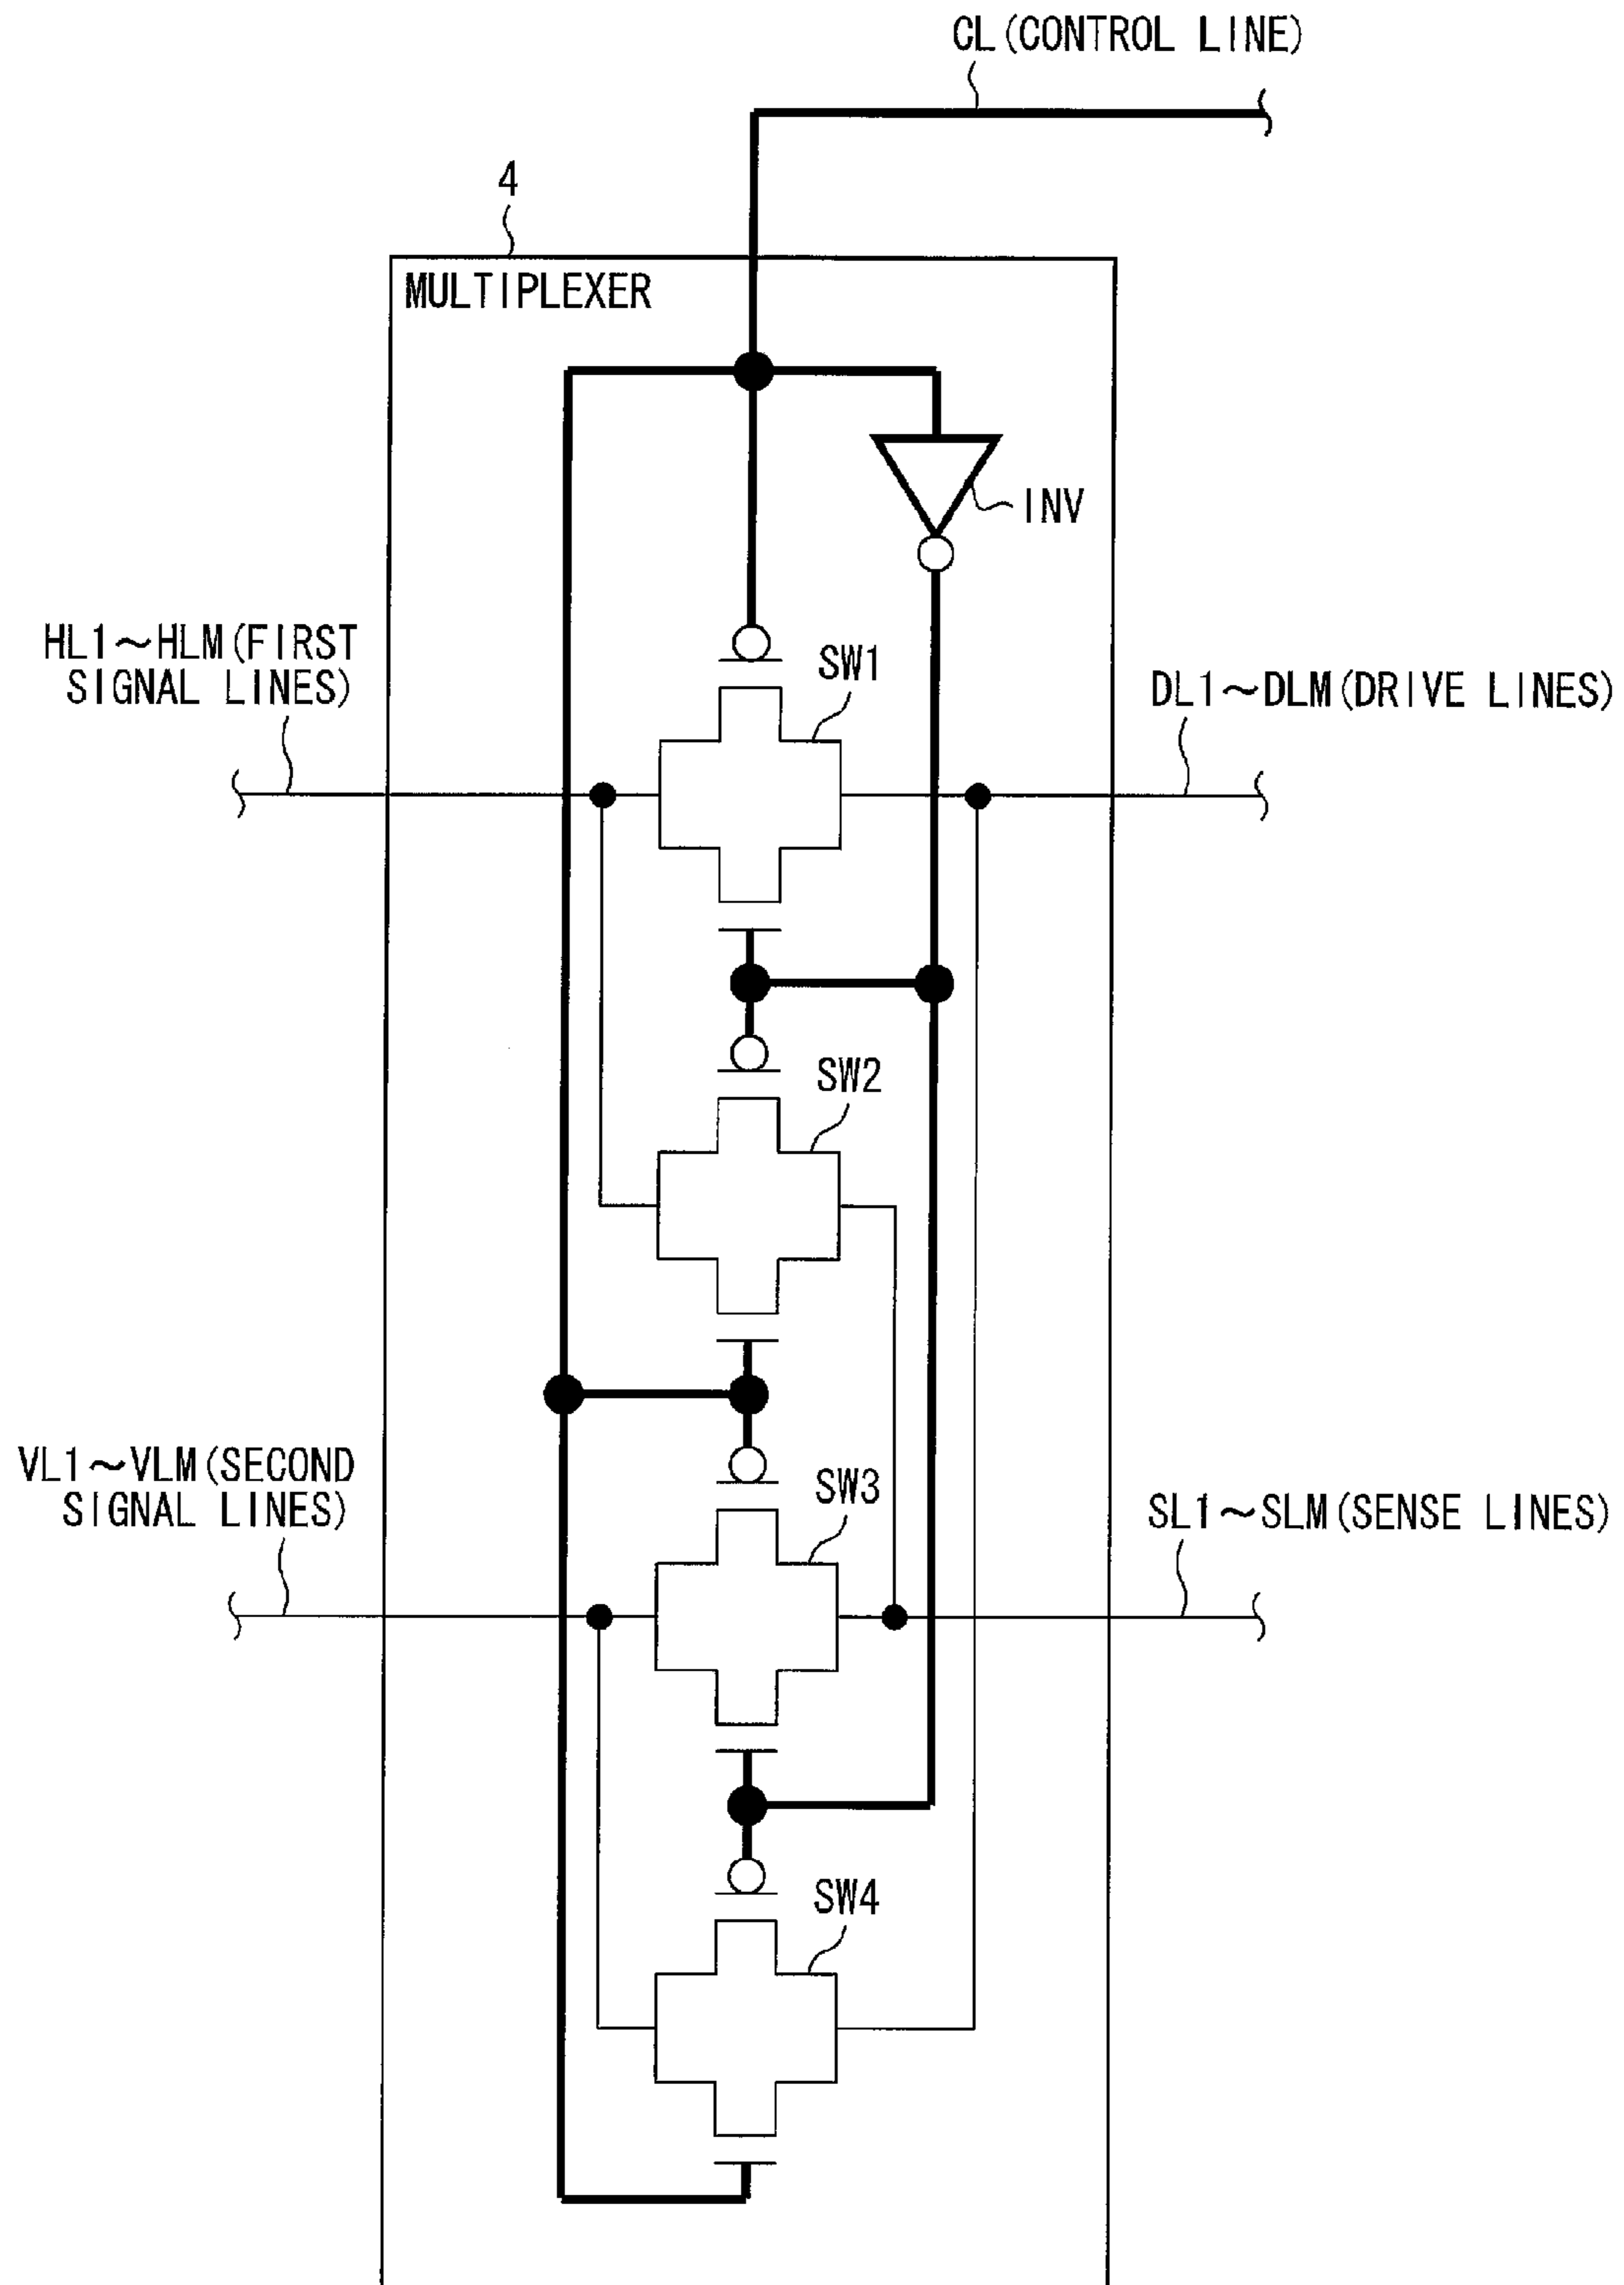 CL(CONTROL LINE)
4
MULTIPLEXER
INV
HL1～HLM(FIRST
SIGNAL LINES)
SW1
DL1～DLM(DRIVE LINES)
SW2
VL1～VLM(SECOND
SIGNAL LINES)
SW3
SL1～SLM(SENSE LINES)
SW4